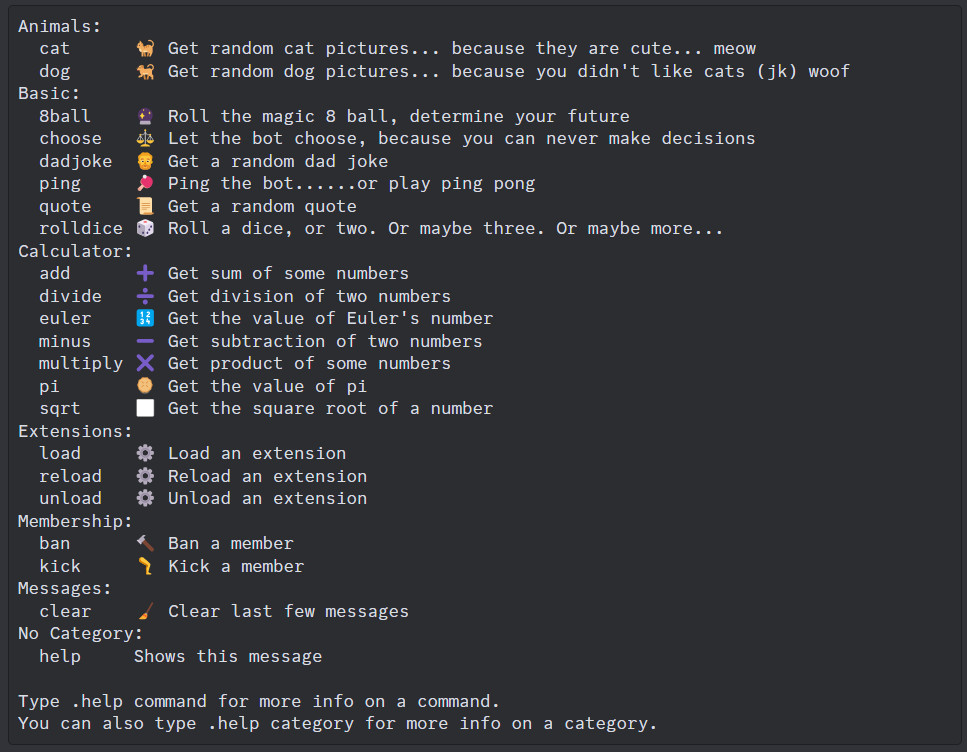 Animals:
cat 🐈 Get random cat pictures... because they are cute... meow
dog 🐕 Get random dog pictures... because you didn't like cats (jk) woof
Basic:
8ball 🔮 Roll the magic 8 ball, determine your future
choose ⚖️ Let the bot choose, because you can never make decisions
dadjoke 👴 Get a random dad joke
ping 🏓 Ping the bot......or play ping pong
quote 📜 Get a random quote
rolldice 🎲 Roll a dice, or two. Or maybe three. Or maybe more...
Calculator:
add ➕ Get sum of some numbers
divide ➗ Get division of two numbers
euler 🔢 Get the value of Euler's number
minus ➖ Get subtraction of two numbers
multiply ✖️ Get product of some numbers
pi 🥮 Get the value of pi
sqrt ⬜ Get the square root of a number
Extensions:
load ⚙️ Load an extension
reload ⚙️ Reload an extension
unload ⚙️ Unload an extension
Membership:
ban 🔨 Ban a member
kick 🦵 Kick a member
Messages:
clear 🧹 Clear last few messages
No Category:
help Shows this message
Type .help command for more info on a command.
You can also type .help category for more info on a category.